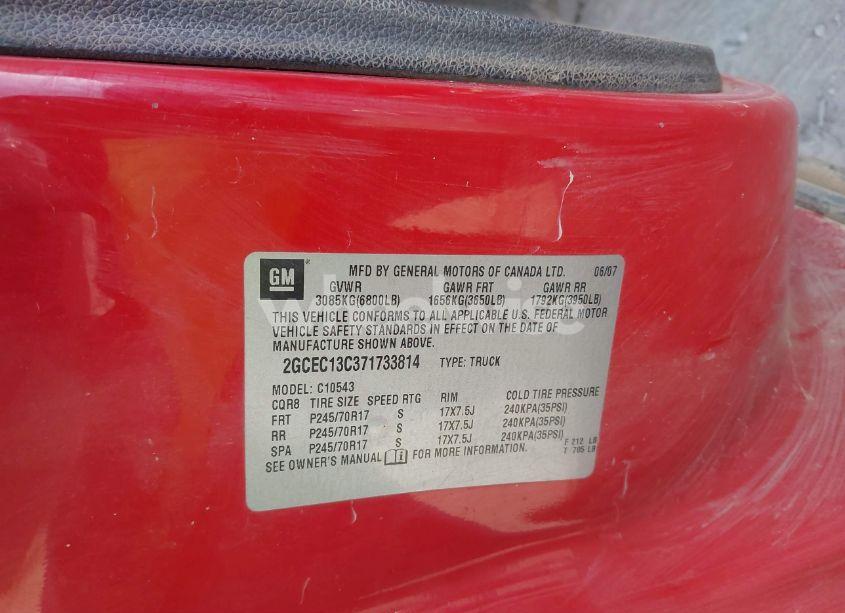 GM
MFD BY GENERAL MOTORS OF CANADA LTD. 06/07
GVWR GAWR FRT GAWR RR
3085KG(6800LB) 1656KG(3650LB) 1792KG(3950LB)
THIS VEHICLE CONFORMS TO ALL APPLICABLE U.S. FEDERAL MOTOR
VEHICLE SAFETY STANDARDS IN EFFECT ON THE DATE OF
MANUFACTURE SHOWN ABOVE.
2GCEC13C371733814 TYPE: TRUCK
MODEL: C10543
CQR8 TIRE SIZE SPEED RTG RIM COLD TIRE PRESSURE
FRT P245/70R17 S 17X7.5J 240KPA(35PSI)
RR P245/70R17 S 17X7.5J 240KPA(35PSI)
SPA P245/70R17 S 17X7.5J 240KPA(35PSI)
SEE OWNER'S MANUAL FOR MORE INFORMATION.
F 212 LB
T 705 LB